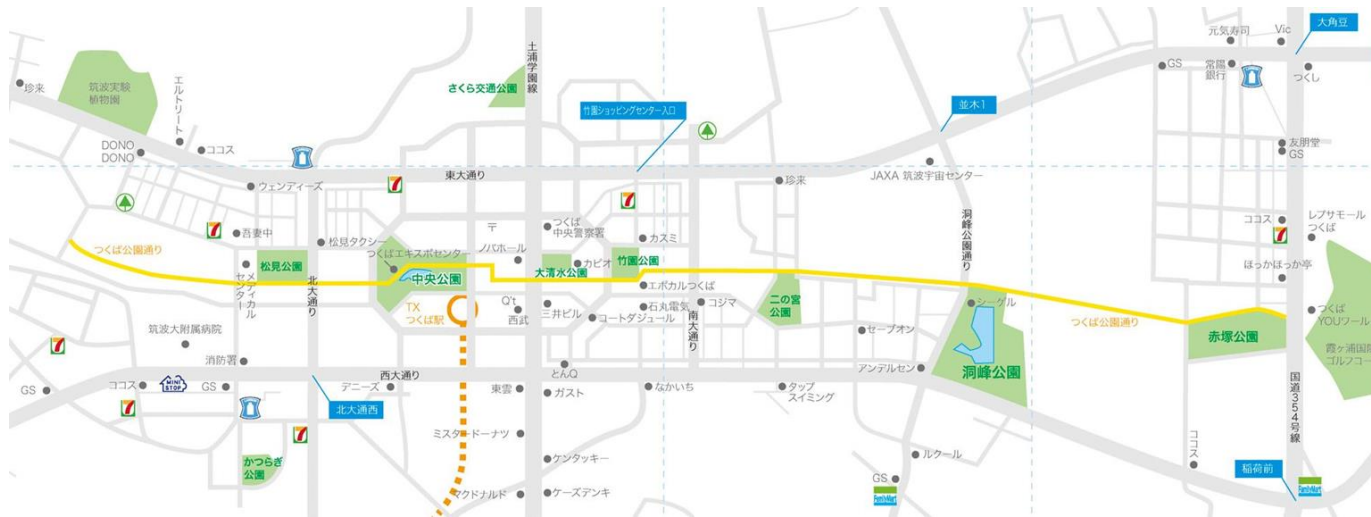 大角豆
元気寿司
Vic
常陽
銀行
GS
つくし
土浦学園線
さくら交通公園
竹園ショッピングセンター入口
並木1
珍来
筑波実験
植物園
エルトリート
DONO
DONO
ココス
ウェンディーズ
東大通り
珍来
JAXA 筑波宇宙センター
友朋堂
GS
7
7
7
吾妻中
松見タクシー
つくばエキスポセンター
〒
ノバホール
つくば
中央警察署
カスミ
洞峰公園通り
ココス
7
レプサモール
つくば
つくば公園通り
松見公園
メディカル
センター
北大通り
中央公園
大清水公園
カピオ
竹園公園
ほっかほっか亭
エポカルつくば
TX
つくば駅
Q't
西武
三井ビル
石丸電気
コートダジュール
コジマ
南大通り
二の宮
公園
セーブオン
シーゲル
つくば公園通り
赤塚公園
つくば
YOUワール
霞ヶ浦国際
ゴルフコー
筑波大附属病院
消防署
7
GS
ココス
MINI
STOP
GS
西大通り
デニーズ
東雲
とんQ
ガスト
なかいち
タップ
スイミング
アンデルセン
洞峰公園
国道354号線
7
北大通西
7
かつらぎ
公園
ミスタードーナツ
ケンタッキー
マクドナルド
ケーズデンキ
ルクール
GS
FamilyMart
ココス
稲荷前
FamilyMart